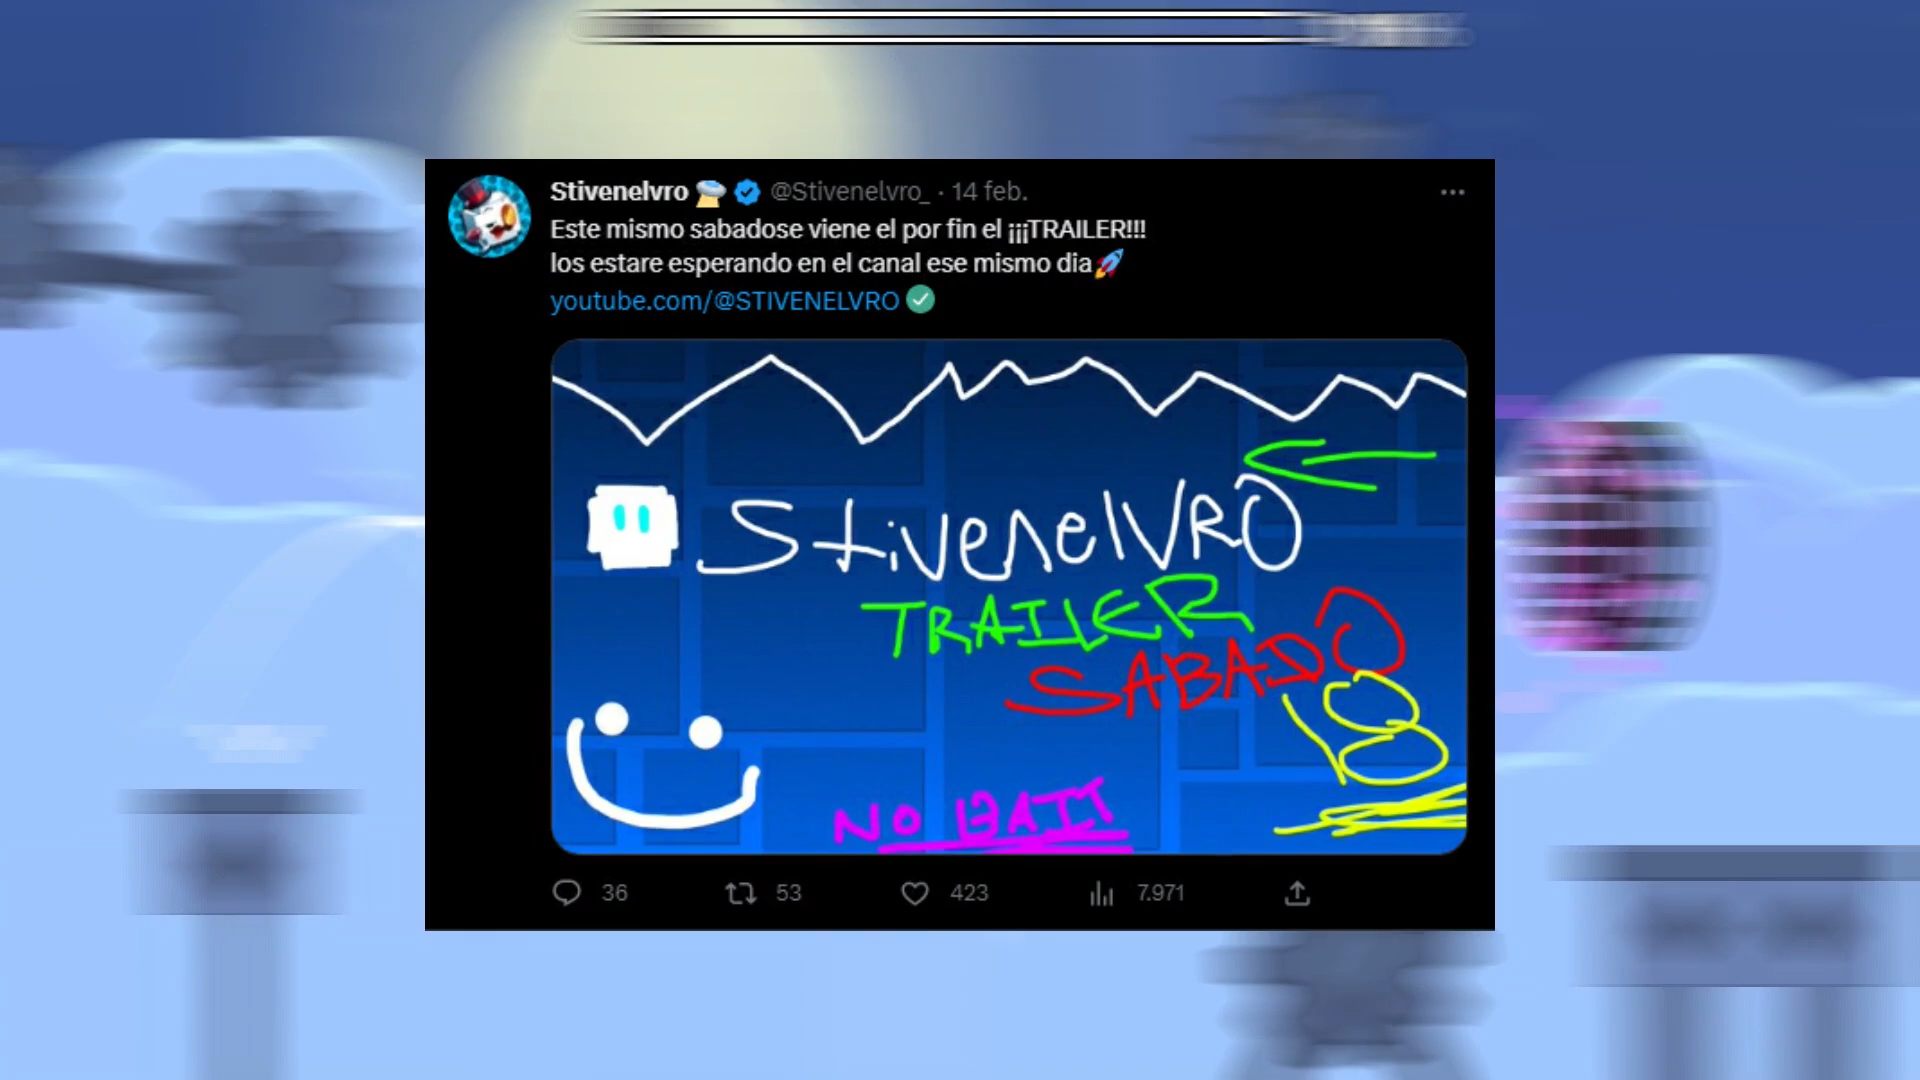 Stivenelvro @Stivenelvro_ · 14 feb.
Este mismo sabadose viene el por fin el ¡¡¡TRAILER!!!
los estare esperando en el canal ese mismo dia
youtube.com/@STIVENELVRO
StivenelVRO
TRAILER
SABADO
18
NO BAIT
36 53 423 7.971